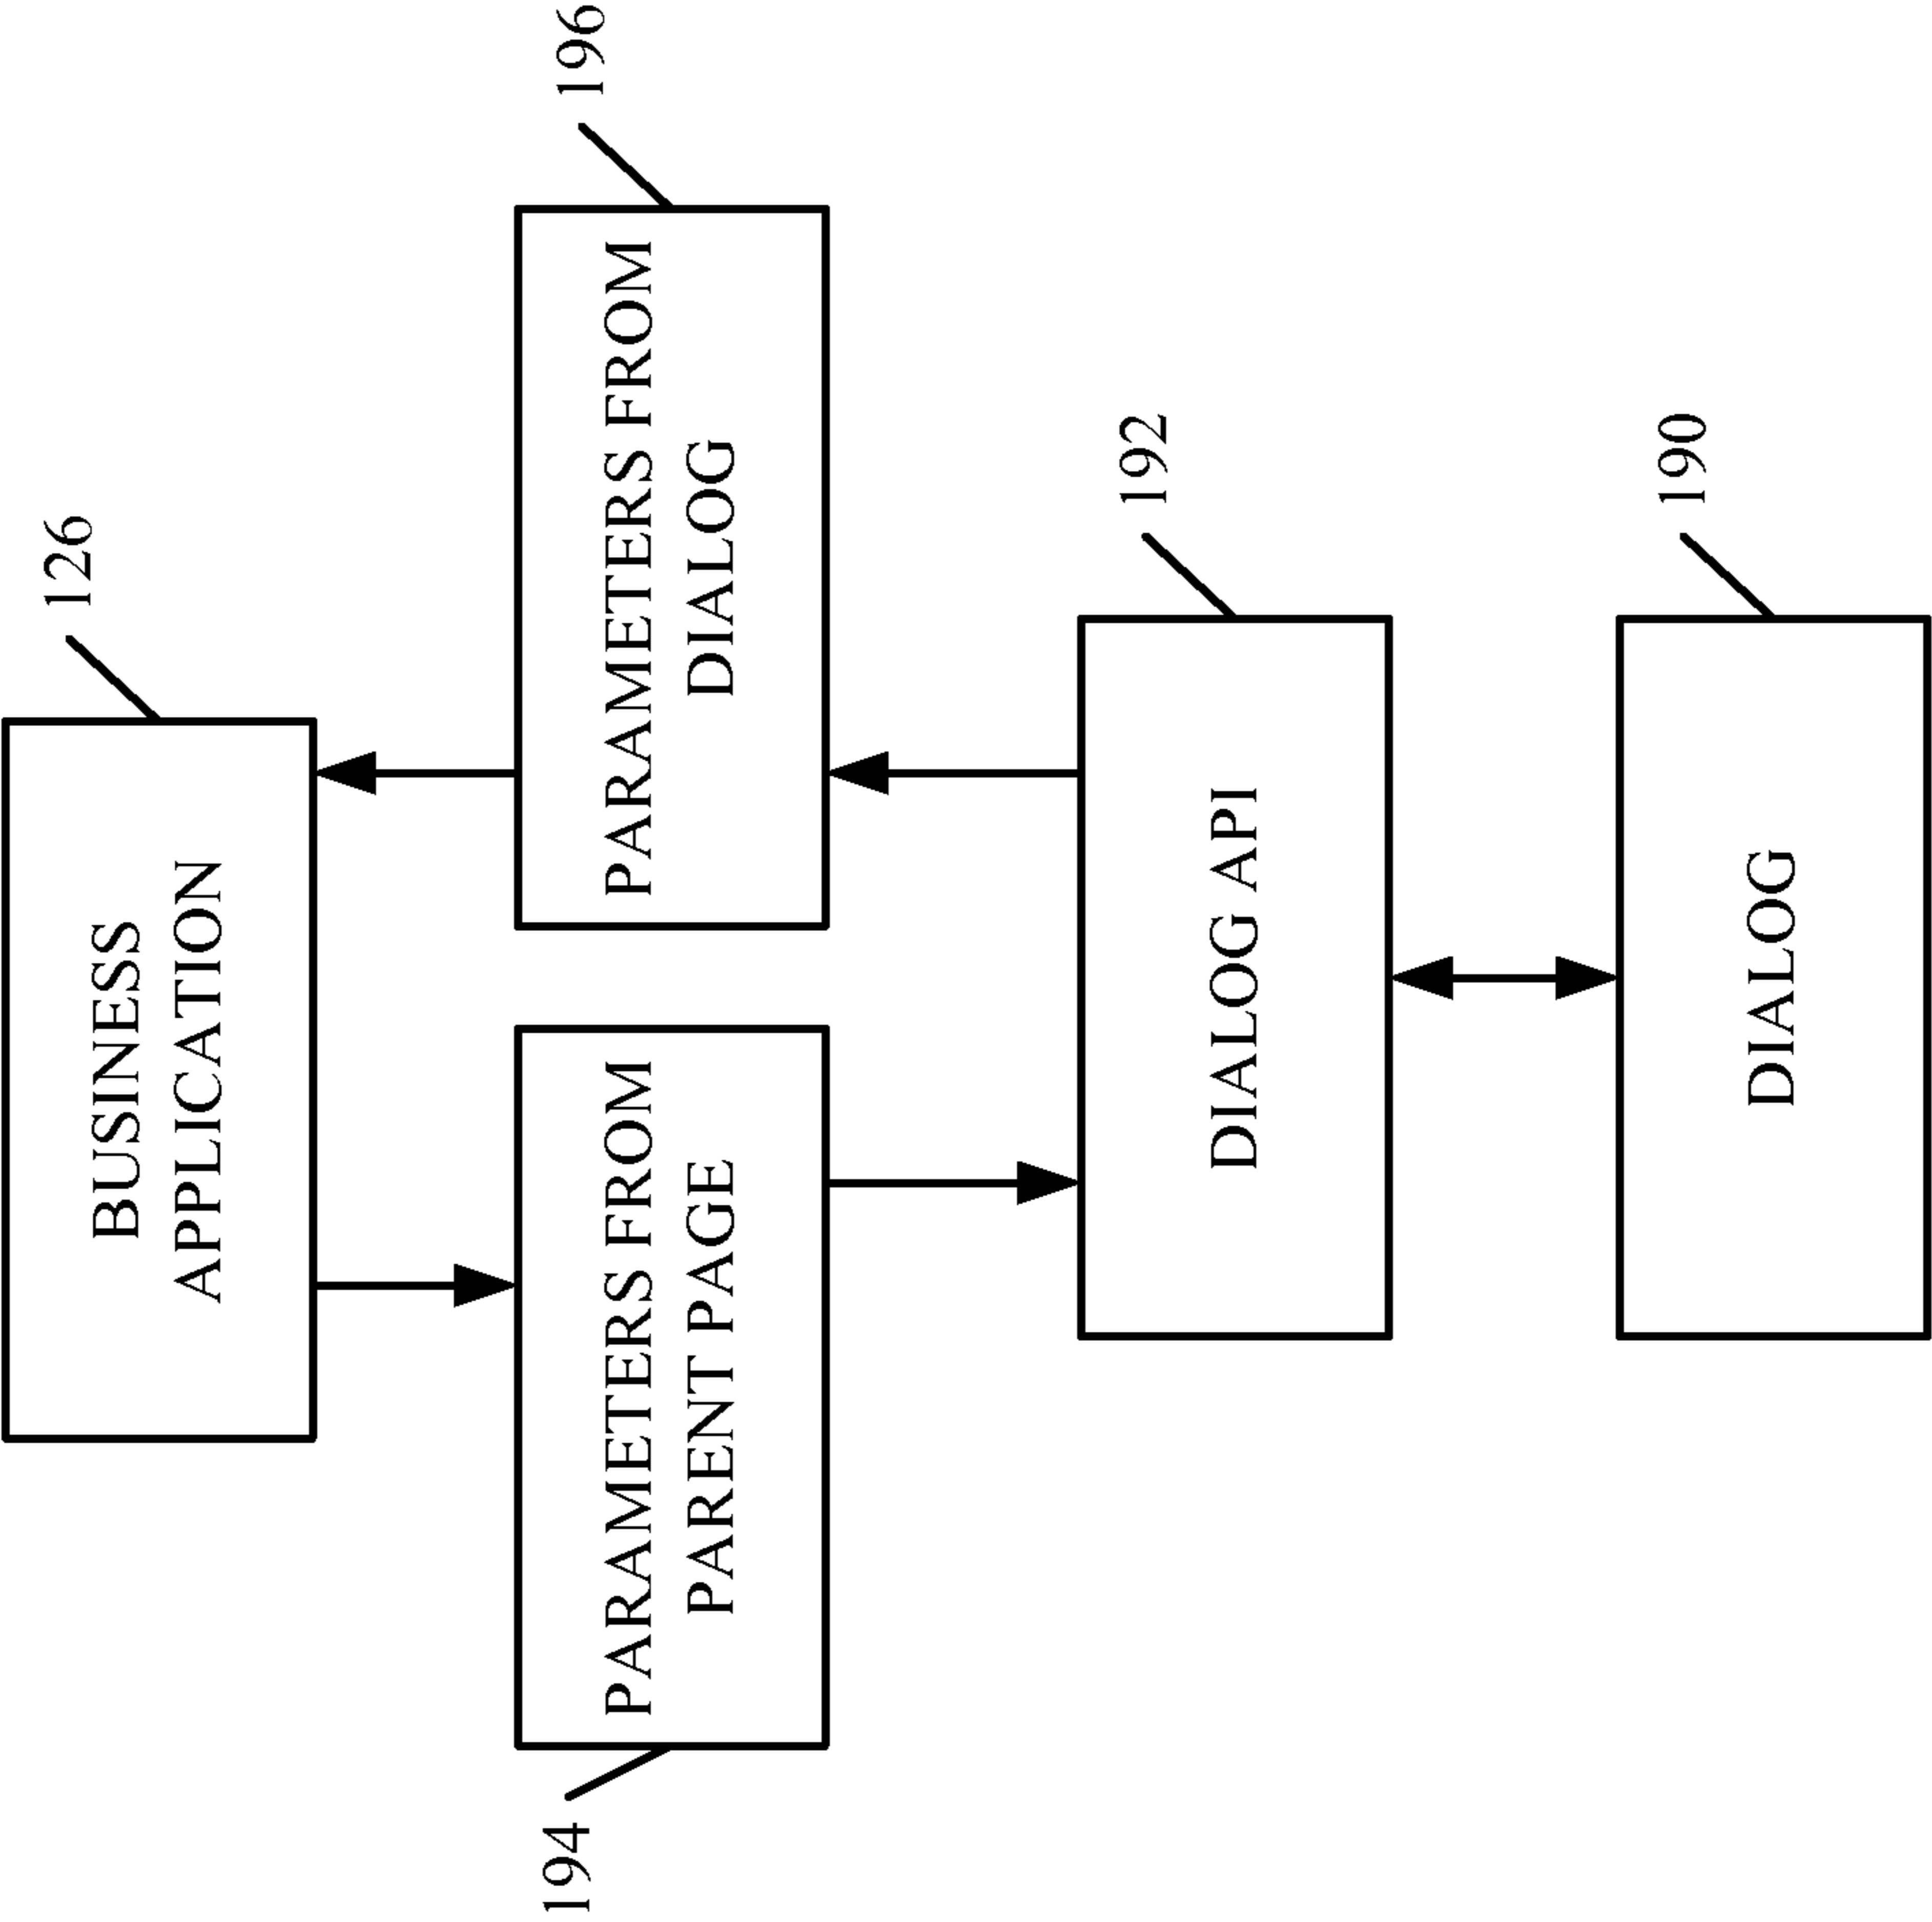 126
BUSINESS
APPLICATION
194
PARAMETERS FROM
PARENT PAGE
196
PARAMETERS FROM
DIALOG
192
DIALOG API
190
DIALOG